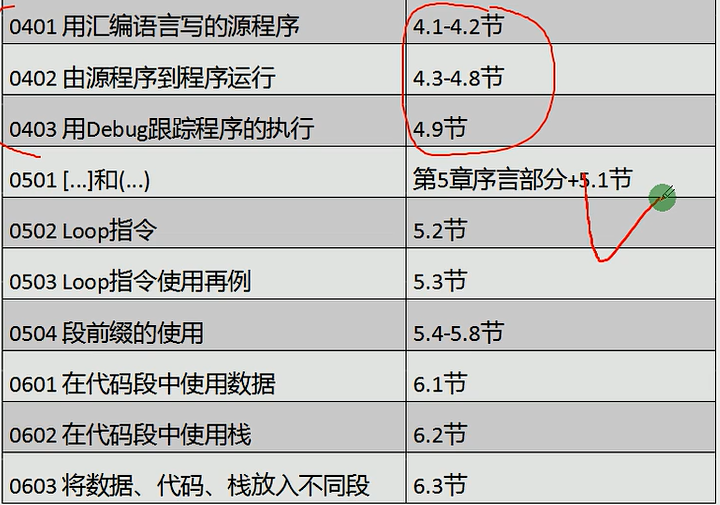 0401 用汇编语言写的源程序 4.1-4.2节
0402 由源程序到程序运行 4.3-4.8节
0403 用Debug跟踪程序的执行 4.9节
0501 [...]和(...) 第5章序言部分+5.1节
0502 Loop指令 5.2节
0503 Loop指令使用再例 5.3节
0504 段前缀的使用 5.4-5.8节
0601 在代码段中使用数据 6.1节
0602 在代码段中使用栈 6.2节
0603 将数据、代码、栈放入不同段 6.3节